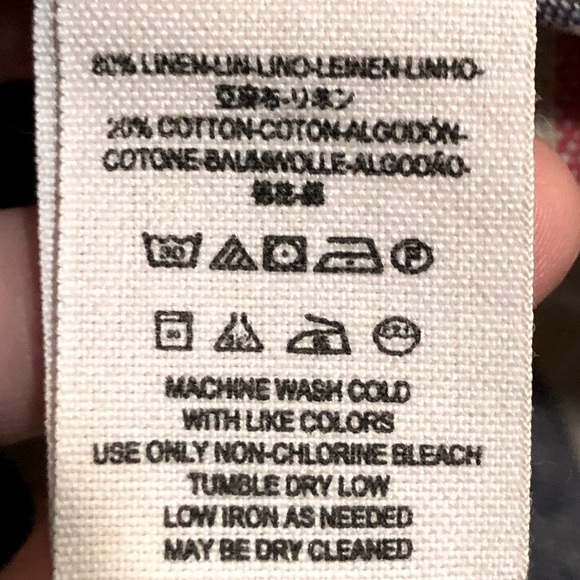 80% LINEN-LIN-LINO-LEINEN-LINHO-
亞麻布-リネン
20% COTTON-COTON-ALGODÓN-
COTONE-BAUMWOLLE-ALGODÃO-
30
F
MACHINE WASH COLD
WITH LIKE COLORS
USE ONLY NON-CHLORINE BLEACH
TUMBLE DRY LOW
LOW IRON AS NEEDED
MAY BE DRY CLEANED